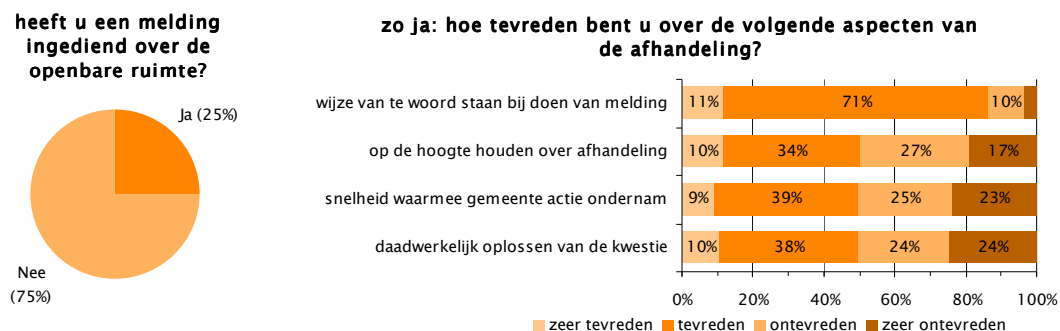 heeft u een melding
ingediend over de
openbare ruimte?
Ja (25%)
Nee
(75%)
zo ja: hoe tevreden bent u over de volgende aspecten van
de afhandeling?
wijze van te woord staan bij doen van melding
11% 71% 10%
op de hoogte houden over afhandeling
10% 34% 27% 17%
snelheid waarmee gemeente actie ondernam
9% 39% 25% 23%
daadwerkelijk oplossen van de kwestie
10% 38% 24% 24%
0% 20% 40% 60% 80% 100%
zeer tevreden tevreden ontevreden zeer ontevreden